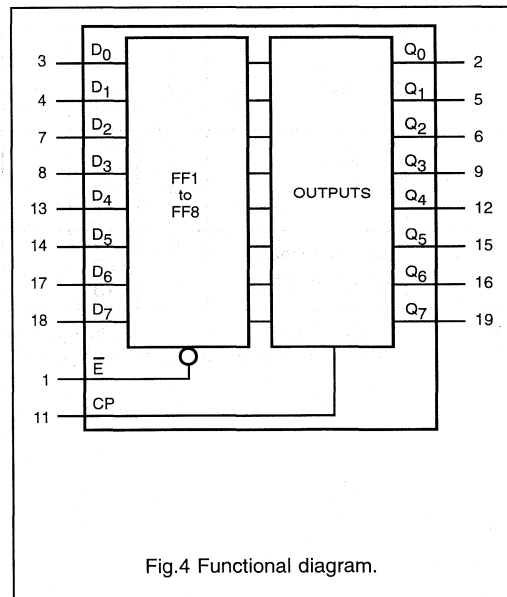 3 D0 Q0 2
4 D1 Q1 5
7 D2 Q2 6
8 D3 Q3 9
FF1
to
FF8
OUTPUTS
13 D4 Q4 12
14 D5 Q5 15
17 D6 Q6 16
18 D7 Q7 19
1 E̅
11 CP
Fig.4 Functional diagram.